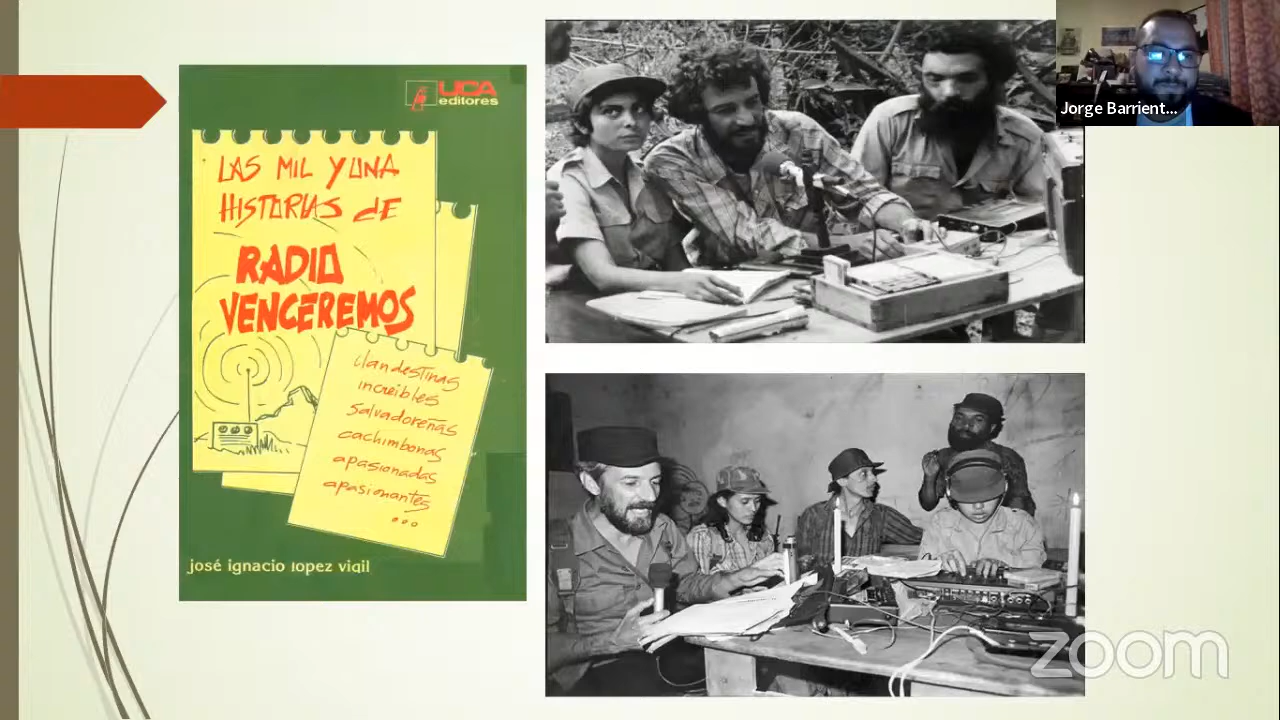 UCA
editores
LAS MIL Y UNA
HISTORIAS DE
RADIO
VENCEREMOS
clandestinas
increibles
salvadoreñas
cachimbonas
apasionadas
apasionantes
...
josé ignacio lopez vigil
Jorge Barrient...
zoom